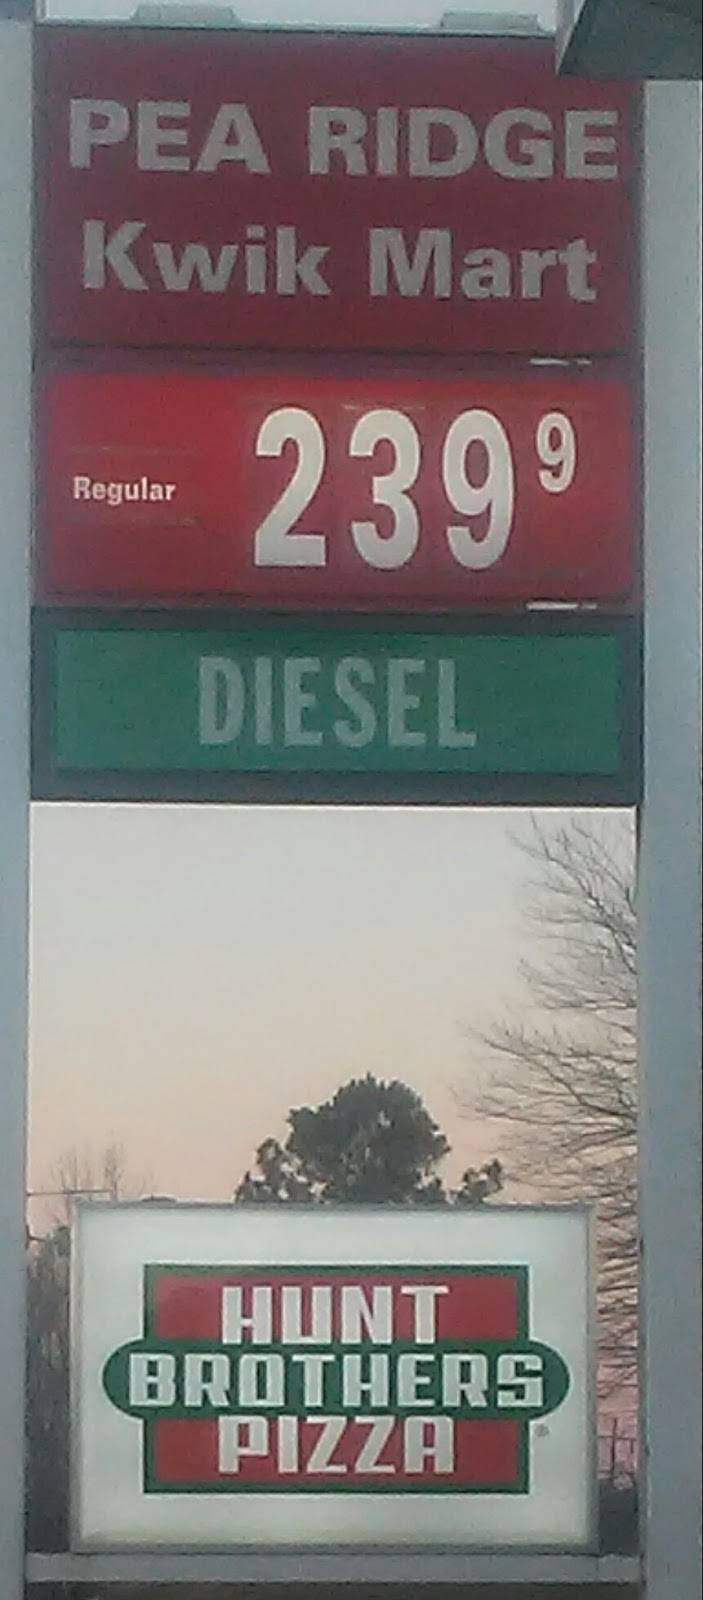 PEA RIDGE
Kwik Mart
Regular 239 9
DIESEL
HUNT
BROTHERS
PIZZA
®